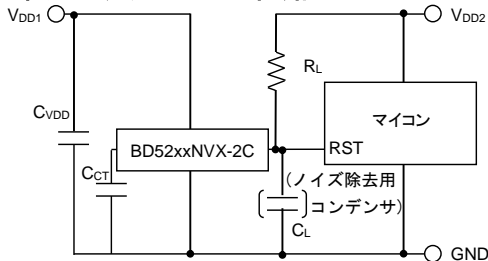 VDD1
VDD2
RL
CVDD
マイコン
BD52xxNVX-2C
RST
CCT
(ノイズ除去用
コンデンサ)
CL
GND